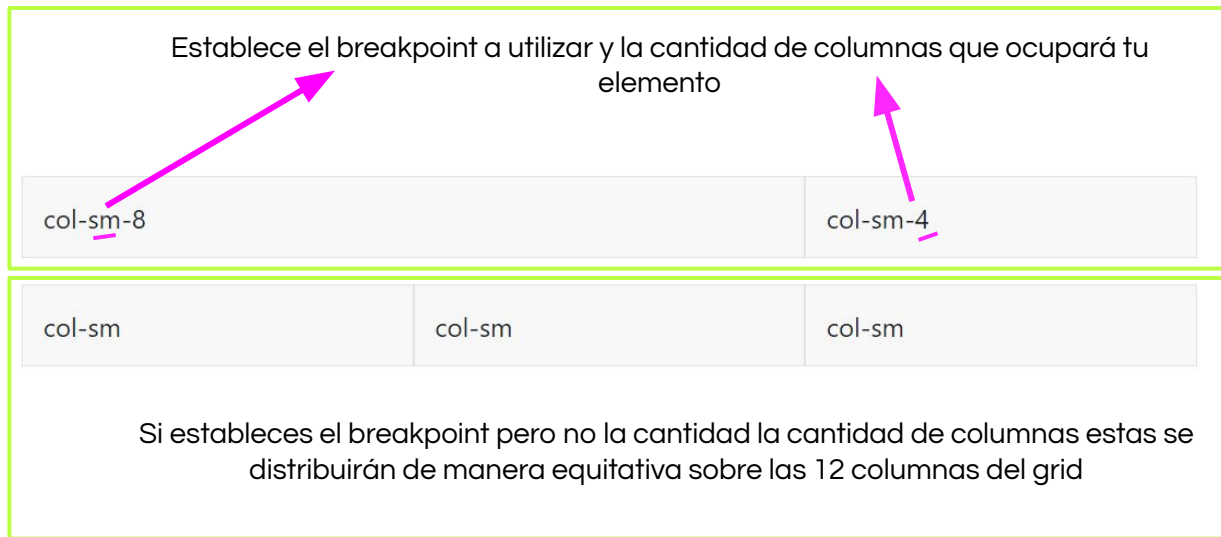 Establece el breakpoint a utilizar y la cantidad de columnas que ocupará tu
elemento
col-sm-8
col-sm-4
col-sm
col-sm
col-sm
Si estableces el breakpoint pero no la cantidad la cantidad de columnas estas se
distribuirán de manera equitativa sobre las 12 columnas del grid